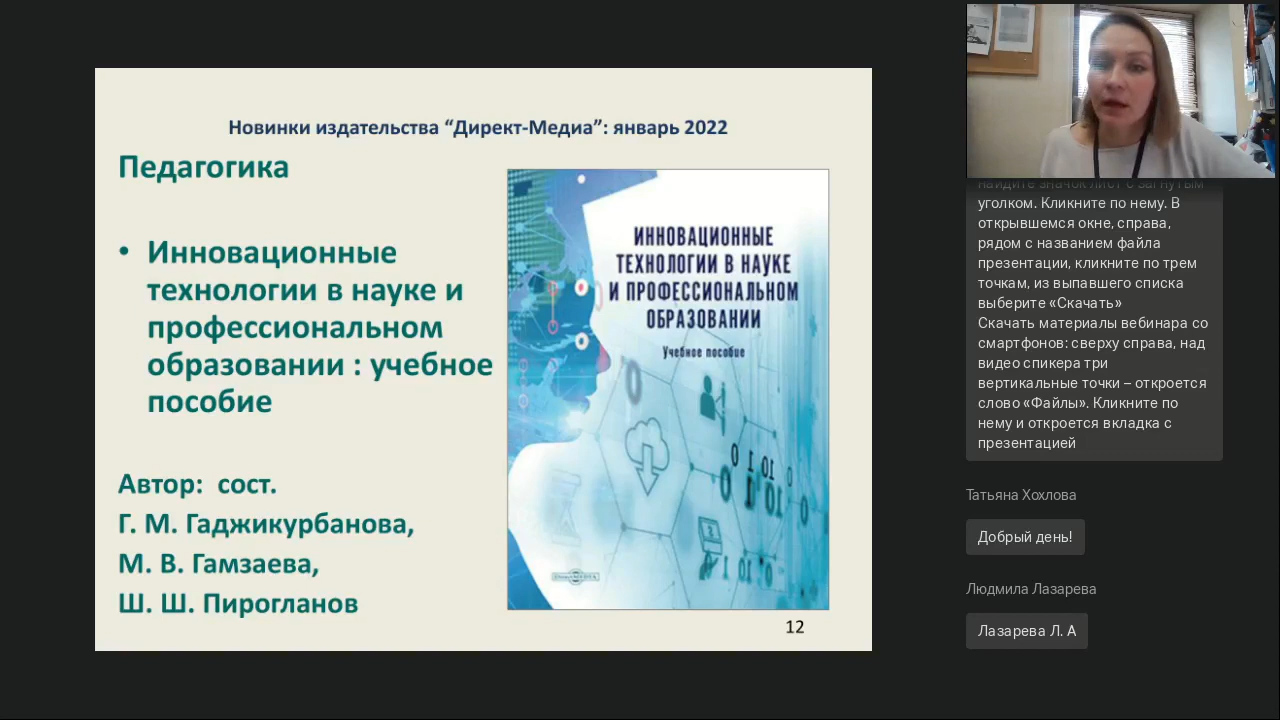 Новинки издательства “Директ-Медиа”: январь 2022
Педагогика
• Инновационные
технологии в науке и
профессиональном
образовании : учебное
пособие
Автор: сост.
Г. М. Гаджикурбанова,
М. В. Гамзаева,
Ш. Ш. Пирогланов
ИННОВАЦИОННЫЕ
ТЕХНОЛОГИИ В НАУКЕ
И ПРОФЕССИОНАЛЬНОМ
ОБРАЗОВАНИИ
Учебное пособие
12
найдите значок лист с загнутым
уголком. Кликните по нему. В
открывшемся окне, справа,
рядом с названием файла
презентации, кликните по трем
точкам, из выпавшего списка
выберите «Скачать»
Скачать материалы вебинара со
смартфонов: сверху справа, над
видео спикера три
вертикальные точки – откроется
слово «Файлы». Кликните по
нему и откроется вкладка с
презентацией
Татьяна Хохлова
Добрый день!
Людмила Лазарева
Лазарева Л. А